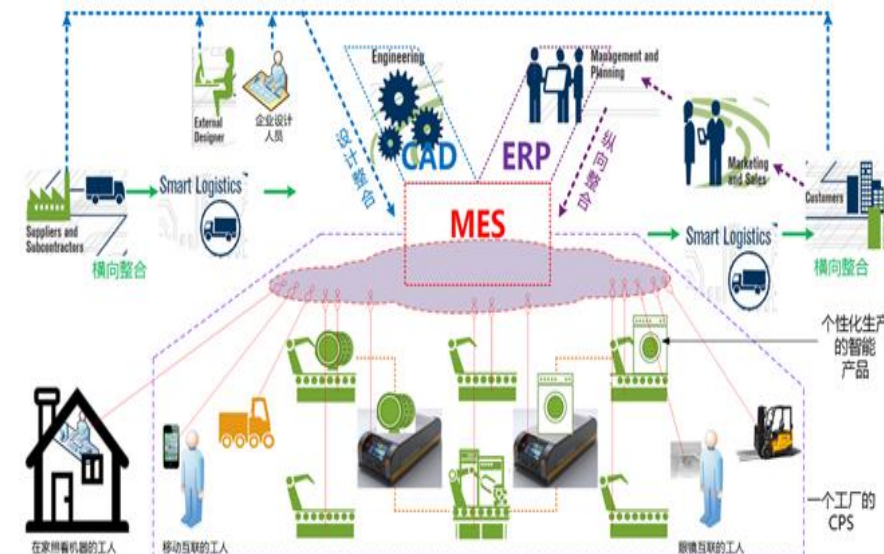 Engineering
Management and
Planning
External
Designer
企业设计
人员
CAD
ERP
设计整合
纵向整合
Marketing
and Sales
Smart Logistics
Suppliers and
Subcontractors
横向整合
MES
Smart Logistics
Customers
横向整合
个性化生产
的智能
产品
在家照看机器的工人
移动互联的工人
眼镜互联的工人
一个工厂的
CPS